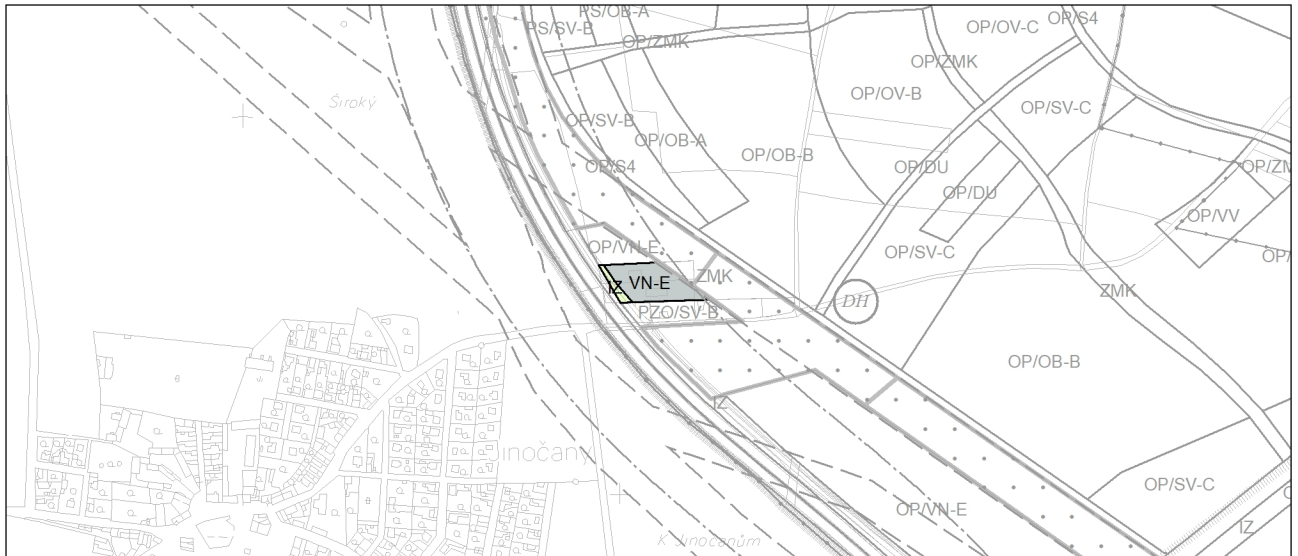 PS/OB-A
OP/S4
PS/SV-B
OP/OV-C
OP/ZMK
OP/ZMK
OP/OV-B
Široký
OP/SV-C
OP/SV-B
OP/OB-A
OP/OB-B
OP/S4
OP/DU
OP/DU
OP/VV
OP/VN-E
OP/SV-C
ZMK
IZ
VN-E
ZMK
DH
PZO/SV-B
OP/OB-B
IZ
Jinočany
OP/SV-C
OP/VN-E
IZ
K Jinočanům